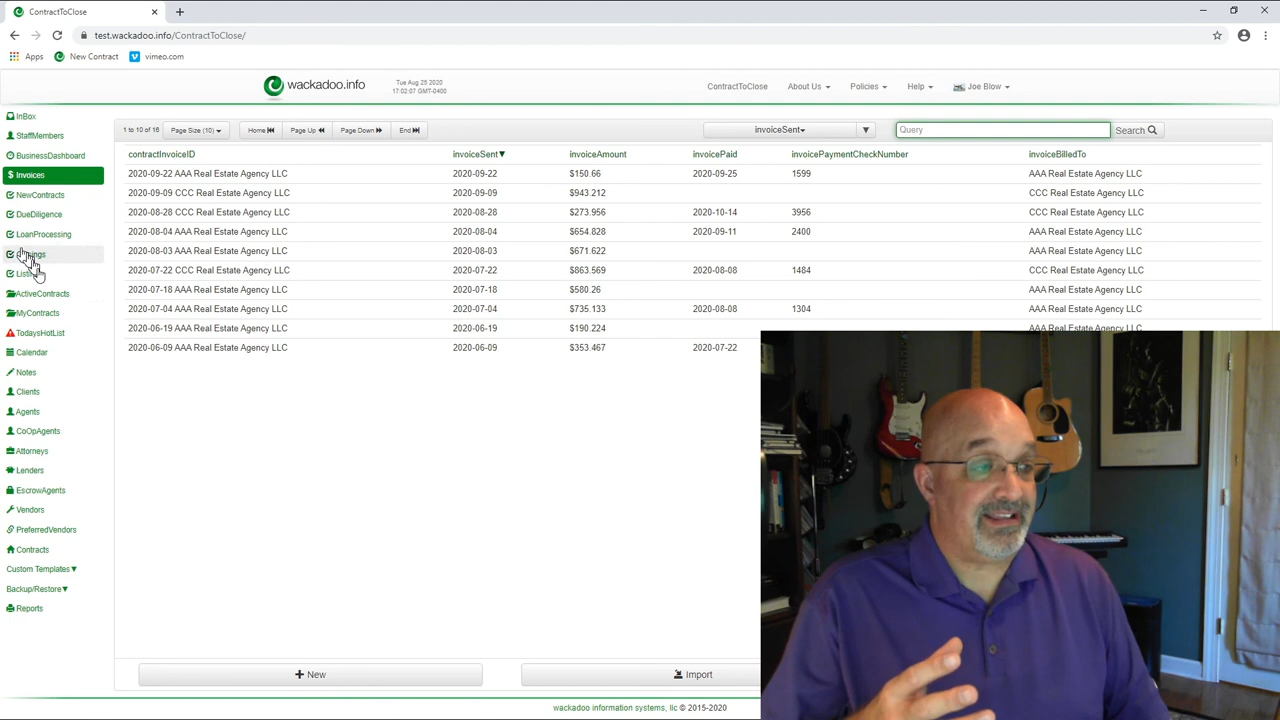 ContractToClose
test.wackadoo.info/ContractToClose/
Apps New Contract vimeo.com
wackadoo.info
Tue Aug 25 2020
17:02:07 GMT-0400
ContractToClose About Us Policies Help Joe Blow
InBox
StaffMembers
BusinessDashboard
Invoices
NewContracts
DueDiligence
LoanProcessing
ActiveContracts
MyContracts
TodaysHotList
Calendar
Notes
Clients
Agents
CoOpAgents
Attorneys
Lenders
EscrowAgents
Vendors
PreferredVendors
Contracts
Custom Templates
Backup/Restore
Reports
1 to 10 of 16 Page Size (10) Home Page Up Page Down End invoiceSent Query Search
contractInvoiceID invoiceSent invoiceAmount invoicePaid invoicePaymentCheckNumber invoiceBilledTo
2020-09-22 AAA Real Estate Agency LLC 2020-09-22 $150.66 2020-09-25 1599 AAA Real Estate Agency LLC
2020-09-09 CCC Real Estate Agency LLC 2020-09-09 $943.212 CCC Real Estate Agency LLC
2020-08-28 CCC Real Estate Agency LLC 2020-08-28 $273.956 2020-10-14 3956 CCC Real Estate Agency LLC
2020-08-04 AAA Real Estate Agency LLC 2020-08-04 $654.828 2020-09-11 2400 AAA Real Estate Agency LLC
2020-08-03 AAA Real Estate Agency LLC 2020-08-03 $671.622 AAA Real Estate Agency LLC
2020-07-22 CCC Real Estate Agency LLC 2020-07-22 $863.569 2020-08-08 1484 CCC Real Estate Agency LLC
2020-07-18 AAA Real Estate Agency LLC 2020-07-18 $580.26 AAA Real Estate Agency LLC
2020-07-04 AAA Real Estate Agency LLC 2020-07-04 $735.133 2020-08-08 1304 AAA Real Estate Agency LLC
2020-06-19 AAA Real Estate Agency LLC 2020-06-19 $190.224 AAA Real Estate Agency LLC
2020-06-09 AAA Real Estate Agency LLC 2020-06-09 $353.467 2020-07-22
New Import
wackadoo information systems, llc © 2015-2020